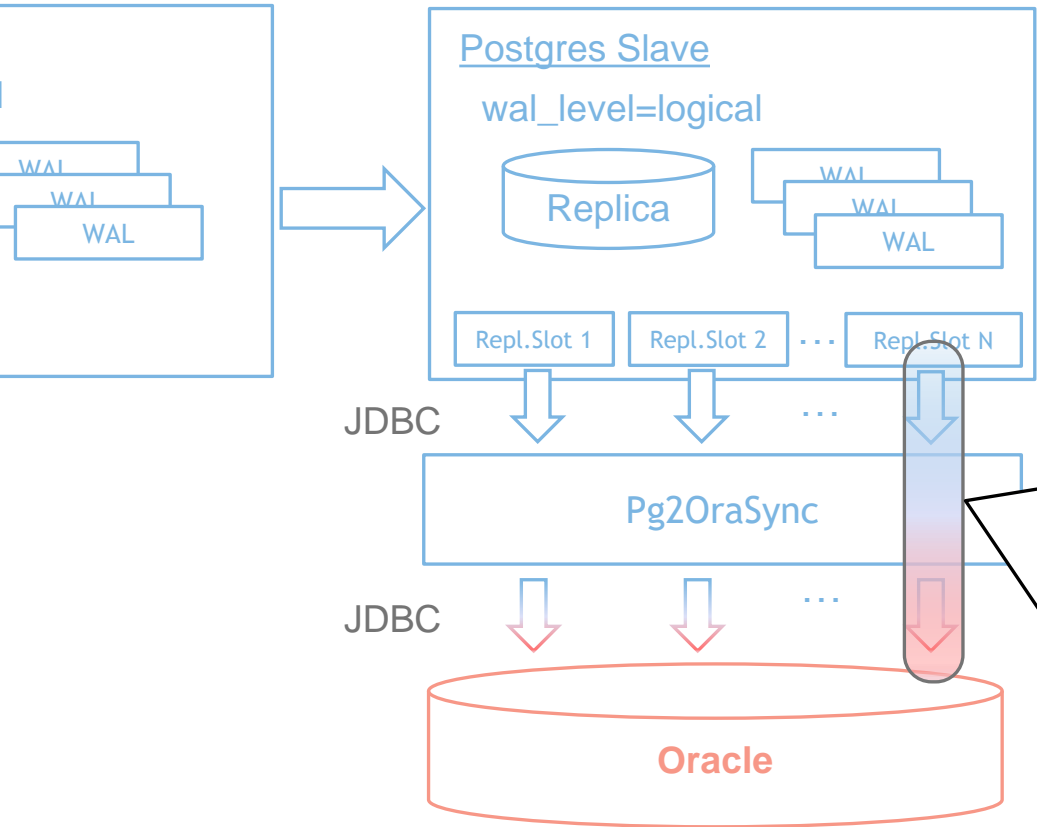 Postgres Slave
wal_level=logical
WAL
WAL
WAL
Replica
WAL
WAL
WAL
Repl.Slot 1
Repl.Slot 2
...
Repl.Slot N
JDBC
...
Pg2OraSync
JDBC
...
Oracle